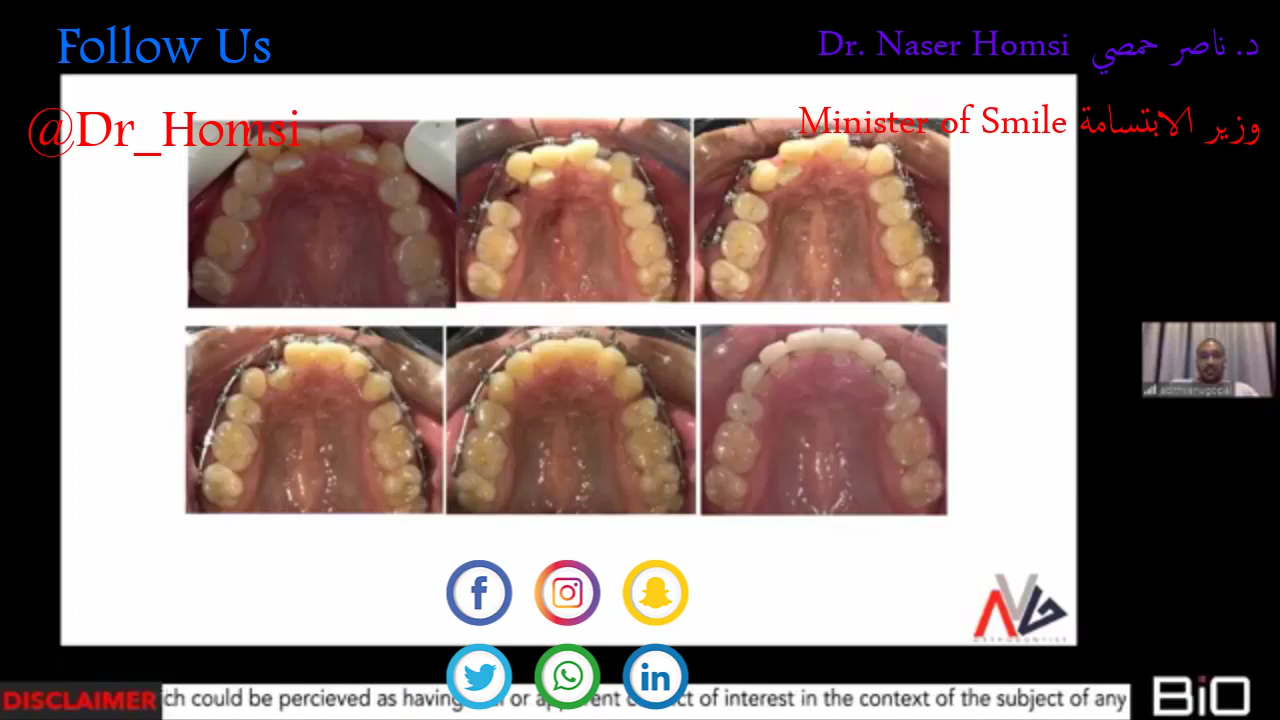 Follow Us
Dr. Naser Homsi د. ناصر حمصي
@Dr_Homsi
Minister of Smile وزير الابتسامة
DISCLAIMER
ch could be percieved as having or of interest in the context of the subject of any
BiO